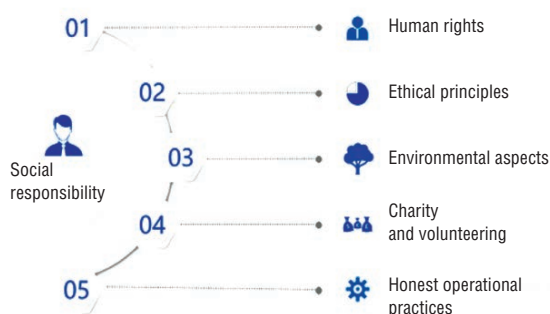 01
Human rights
02
Ethical principles
Social
responsibility
03
Environmental aspects
04
Charity
and volunteering
05
Honest operational
practices